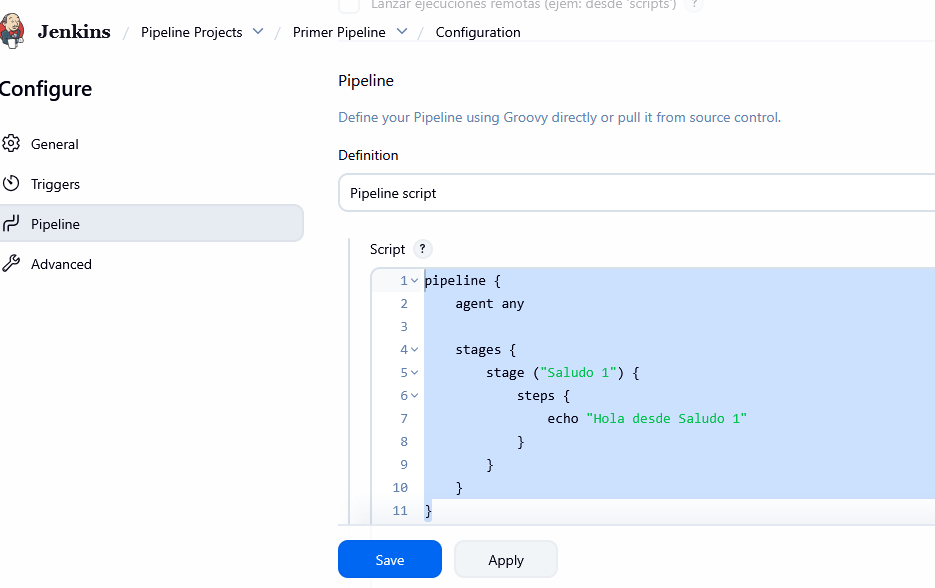 Lanzar ejecuciones remotas (ejem: desde 'scripts') ?
Jenkins / Pipeline Projects / Primer Pipeline / Configuration
Configure
General
Triggers
Pipeline
Advanced
Pipeline
Define your Pipeline using Groovy directly or pull it from source control.
Definition
Pipeline script
Script ?
1 pipeline {
2     agent any
3
4     stages {
5         stage ("Saludo 1") {
6             steps {
7                 echo "Hola desde Saludo 1"
8             }
9         }
10     }
11 }
Save Apply